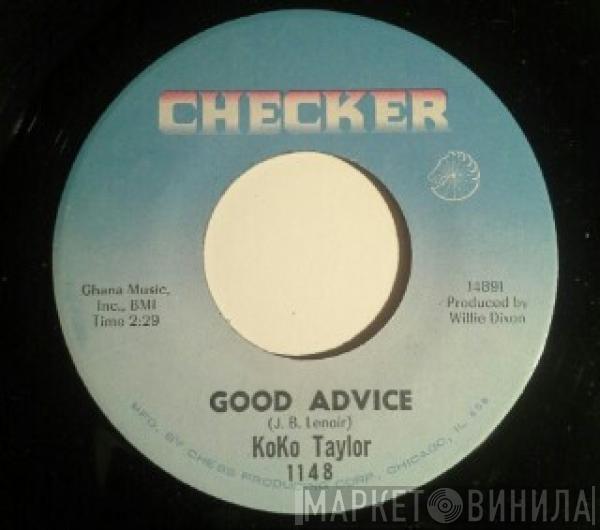 CHECKER
Ghana Music,
Inc., BMI
Time 2:29
14891
Produced by
Willie Dixon
GOOD ADVICE
(J. B. Lenoir)
KoKo Taylor
1148
MFG. BY CHESS PRODUCING CORP., CHICAGO, IL
МАРКЕТ ВИНИЛА